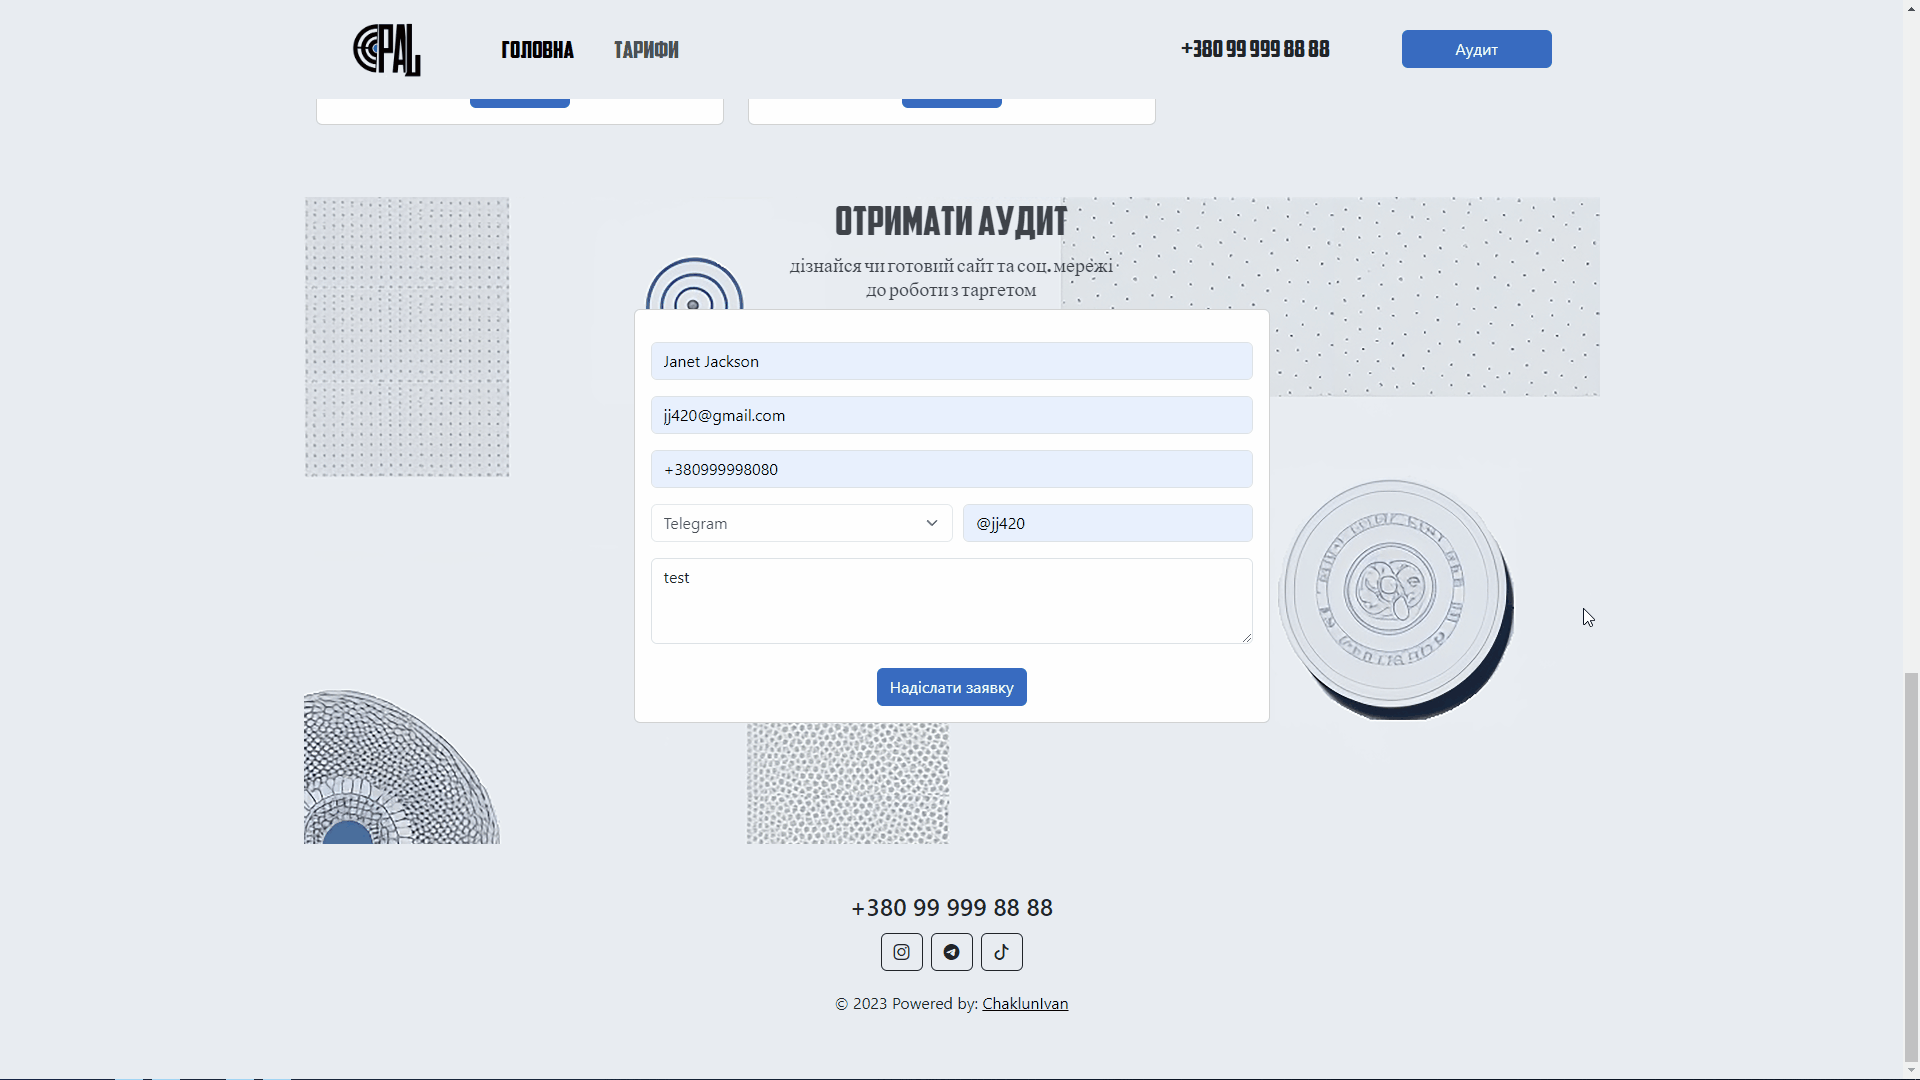 OPAL
ГОЛОВНА
ТАРИФИ
+380 99 999 88 88
Аудит
ОТРИМАТИ АУДИТ
дізнайся чи готовий сайт та соц. мережі
до роботи з таргетом
Janet Jackson
jj420@gmail.com
+380999998080
Telegram
@jj420
test
Надіслати заявку
+380 99 999 88 88
© 2023 Powered by: ChaklunIvan